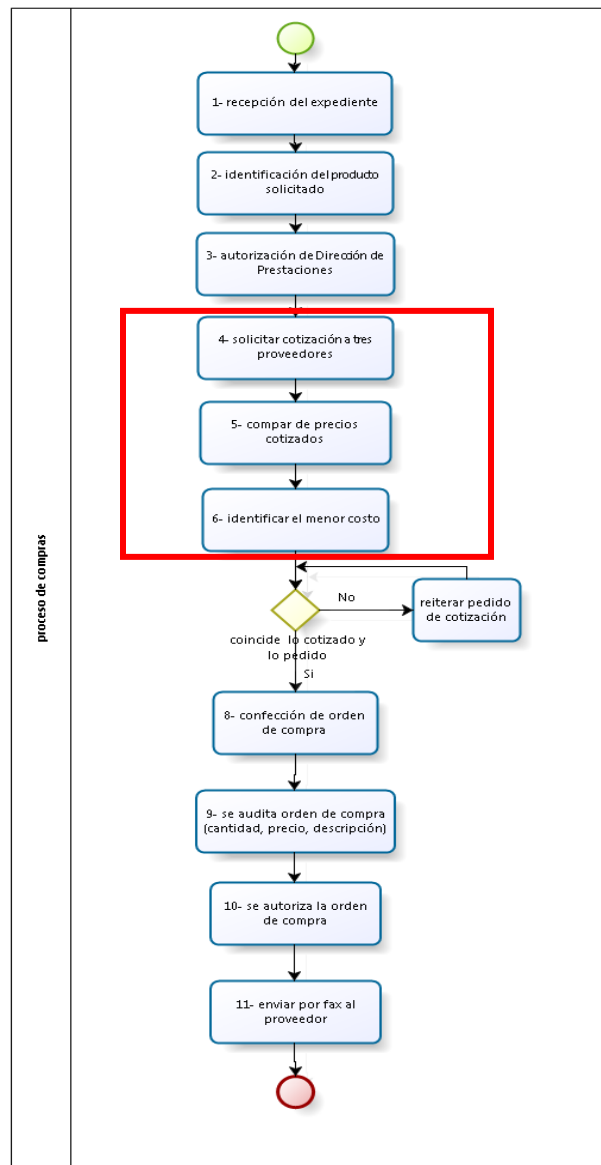 proceso de compras
1- recepción del expediente
2- identificación del producto
solicitado
3- autorización de Dirección de
Prestaciones
4- solicitar cotización a tres
proveedores
5- compar de precios
cotizados
6- identificar el menor costo
No
reiterar pedido
de cotización
coincide lo cotizado y
lo pedido
Si
8- confección de orden
de compra
9- se audita orden de compra
(cantidad, precio, descripción)
10- se autoriza la orden
de compra
11- enviar por fax al
proveedor